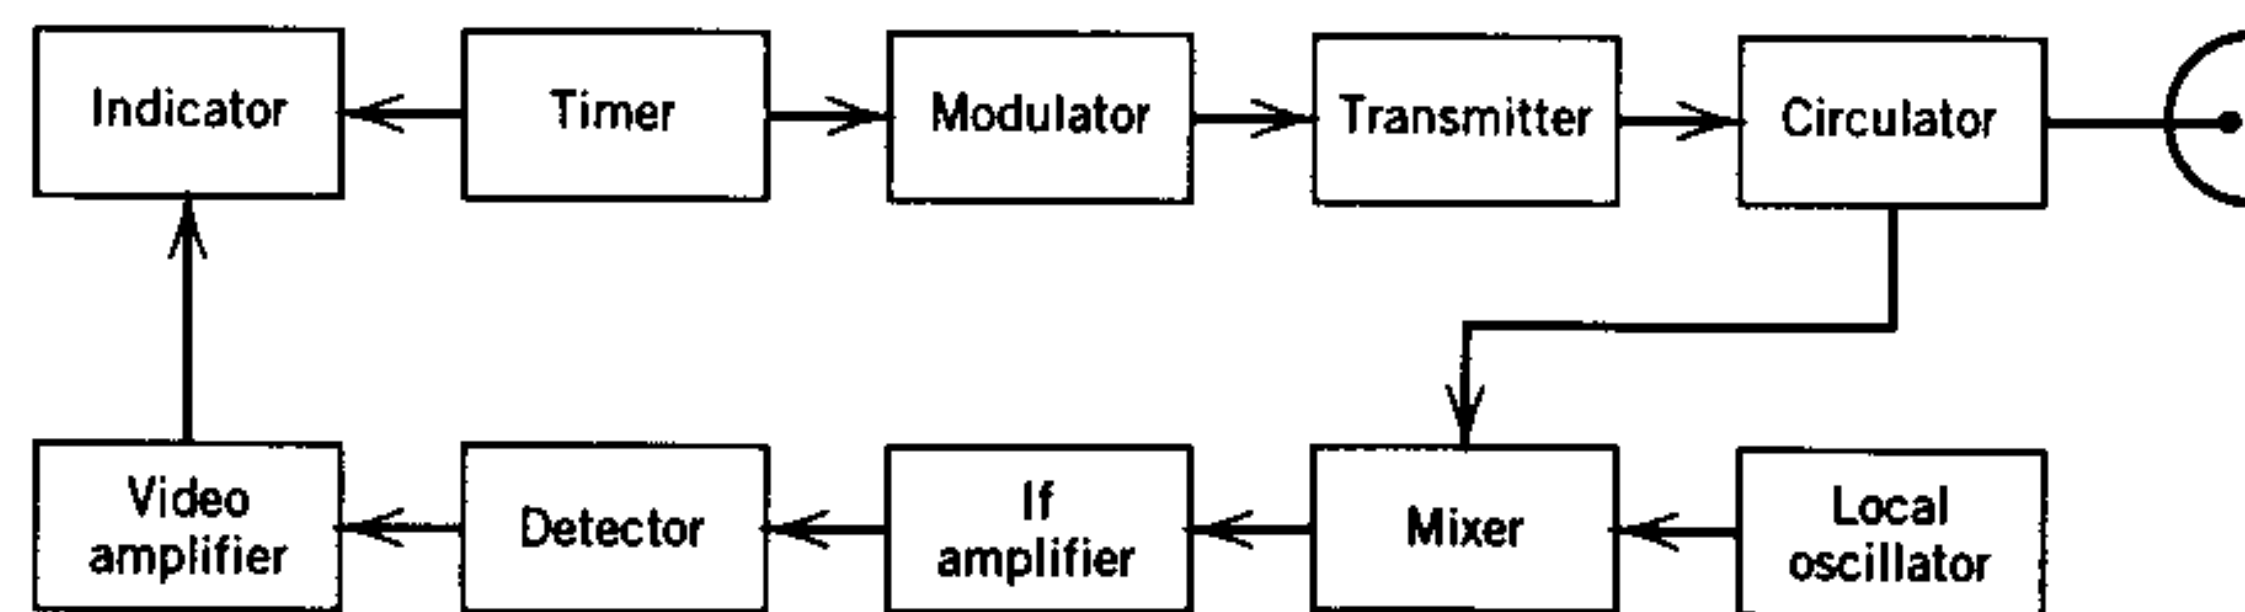 Indicator
Timer
Modulator
Transmitter
Circulator
Video
amplifier
Detector
If
amplifier
Mixer
Local
oscillator